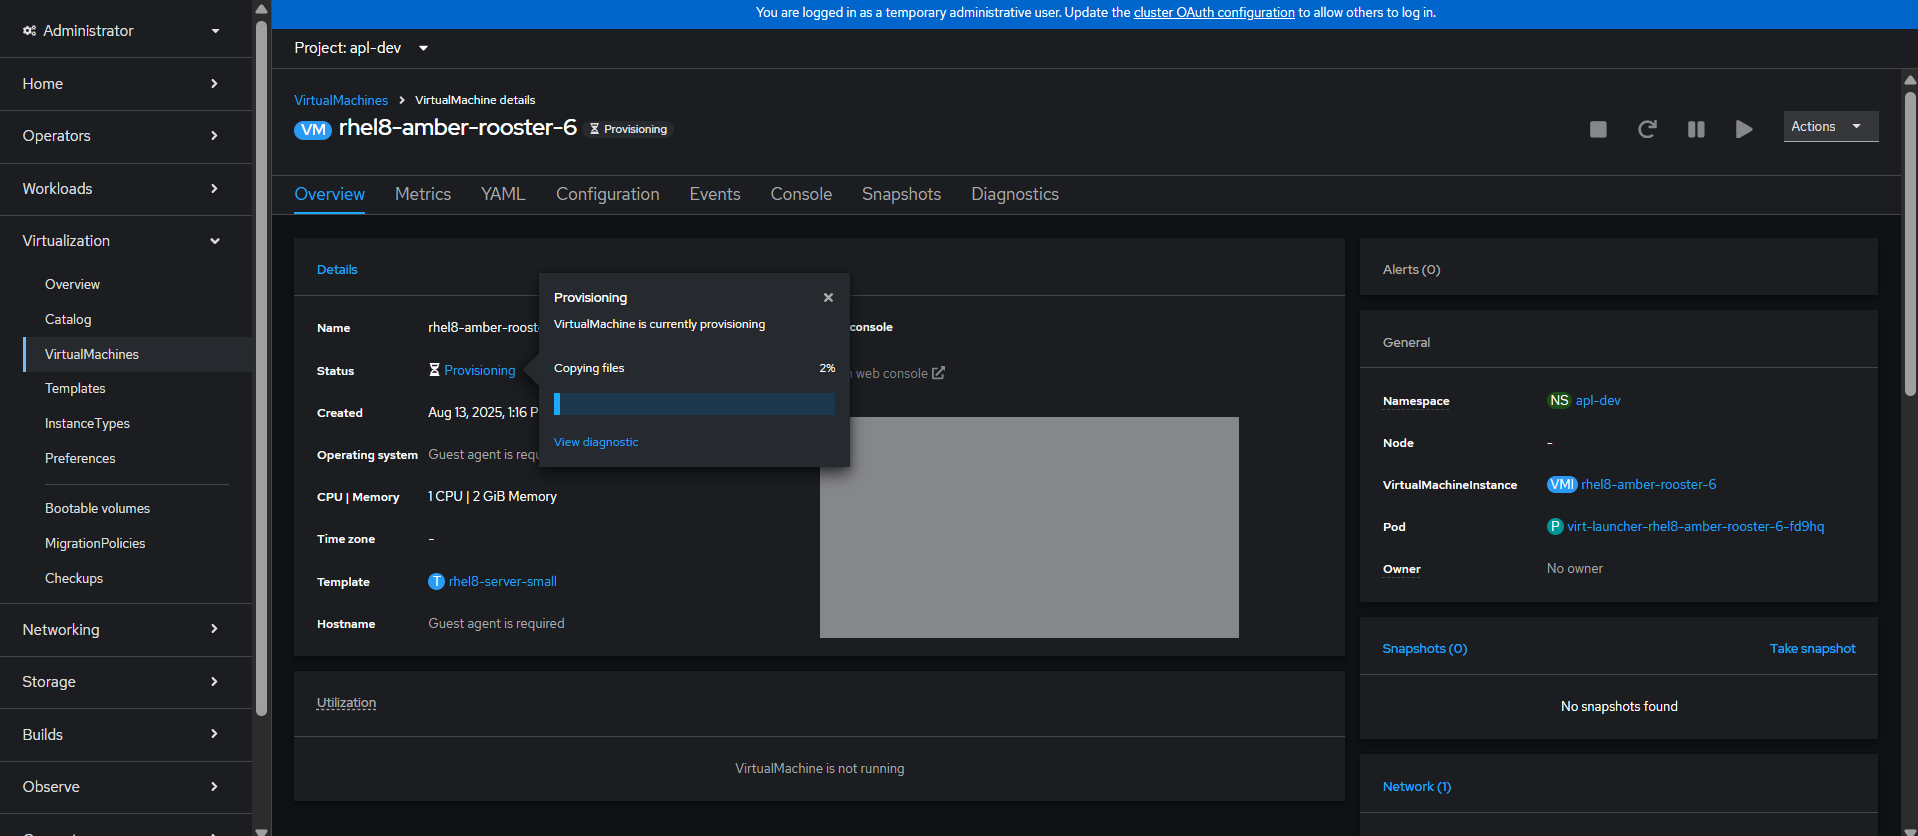 You are logged in as a temporary administrative user. Update the cluster OAuth configuration to allow others to log in.
Administrator
Home
Operators
Workloads
Virtualization
Overview
Catalog
VirtualMachines
Templates
InstanceTypes
Preferences
Bootable volumes
MigrationPolicies
Checkups
Networking
Storage
Builds
Observe
Project: apl-dev
VirtualMachines > VirtualMachine details
VM rhel8-amber-rooster-6 Provisioning
Actions
Overview Metrics YAML Configuration Events Console Snapshots Diagnostics
Details
Name rhel8-amber-roost
Status Provisioning
Created Aug 13, 2025, 1:16 P
Operating system Guest agent is requ
CPU | Memory 1 CPU | 2 GiB Memory
Time zone -
Template T rhel8-server-small
Hostname Guest agent is required
Provisioning
VirtualMachine is currently provisioning
Copying files 2%
View diagnostic
console
web console
Utilization
VirtualMachine is not running
Alerts (0)
General
Namespace NS apl-dev
Node -
VirtualMachineInstance VMI rhel8-amber-rooster-6
Pod P virt-launcher-rhel8-amber-rooster-6-fd9hq
Owner No owner
Snapshots (0) Take snapshot
No snapshots found
Network (1)